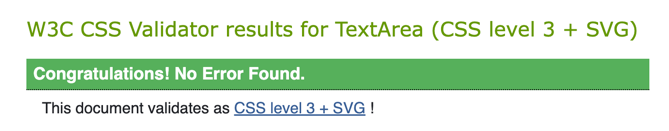 W3C CSS Validator results for TextArea (CSS level 3 + SVG)
Congratulations! No Error Found.
This document validates as CSS level 3 + SVG !